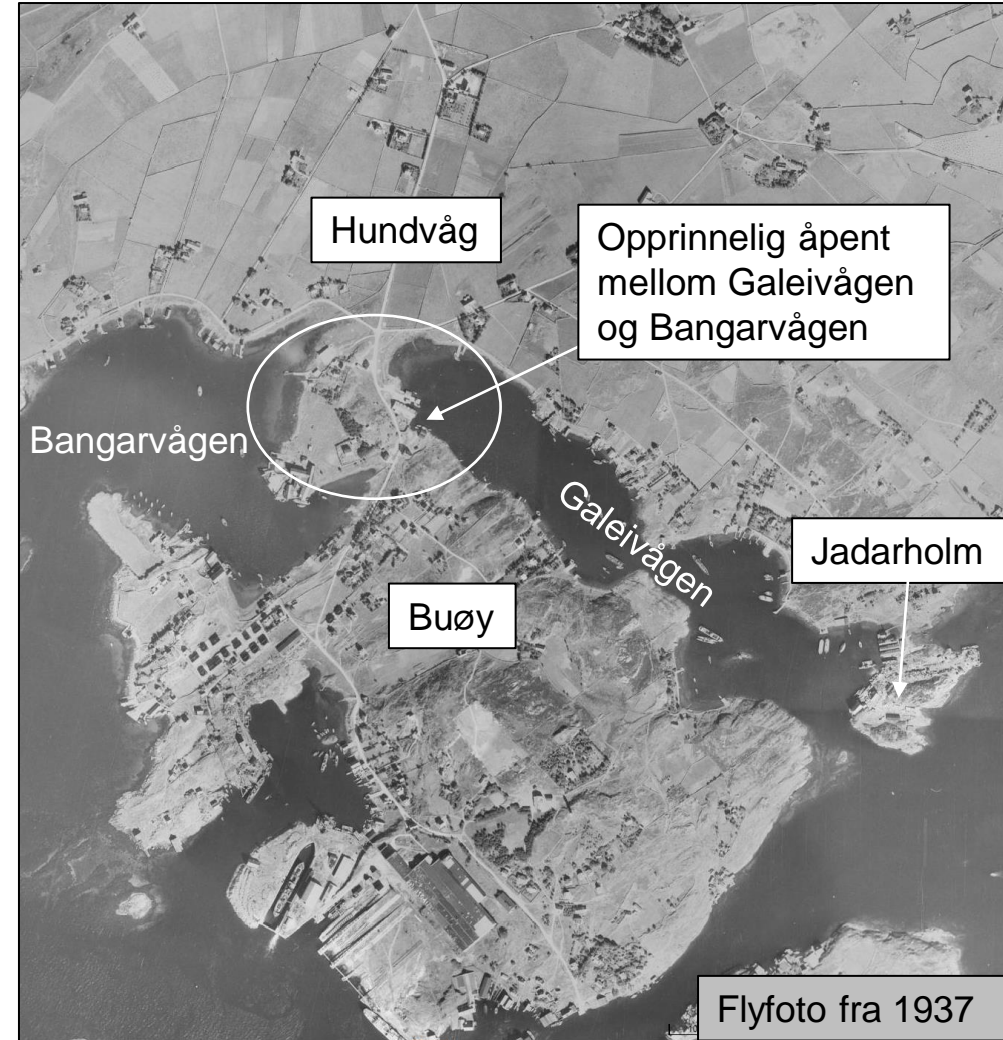 Hundvåg
Opprinnelig åpent
mellom Galeivågen
og Bangarvågen
Bangarvågen
Galeivågen
Jadarholm
Buøy
Flyfoto fra 1937